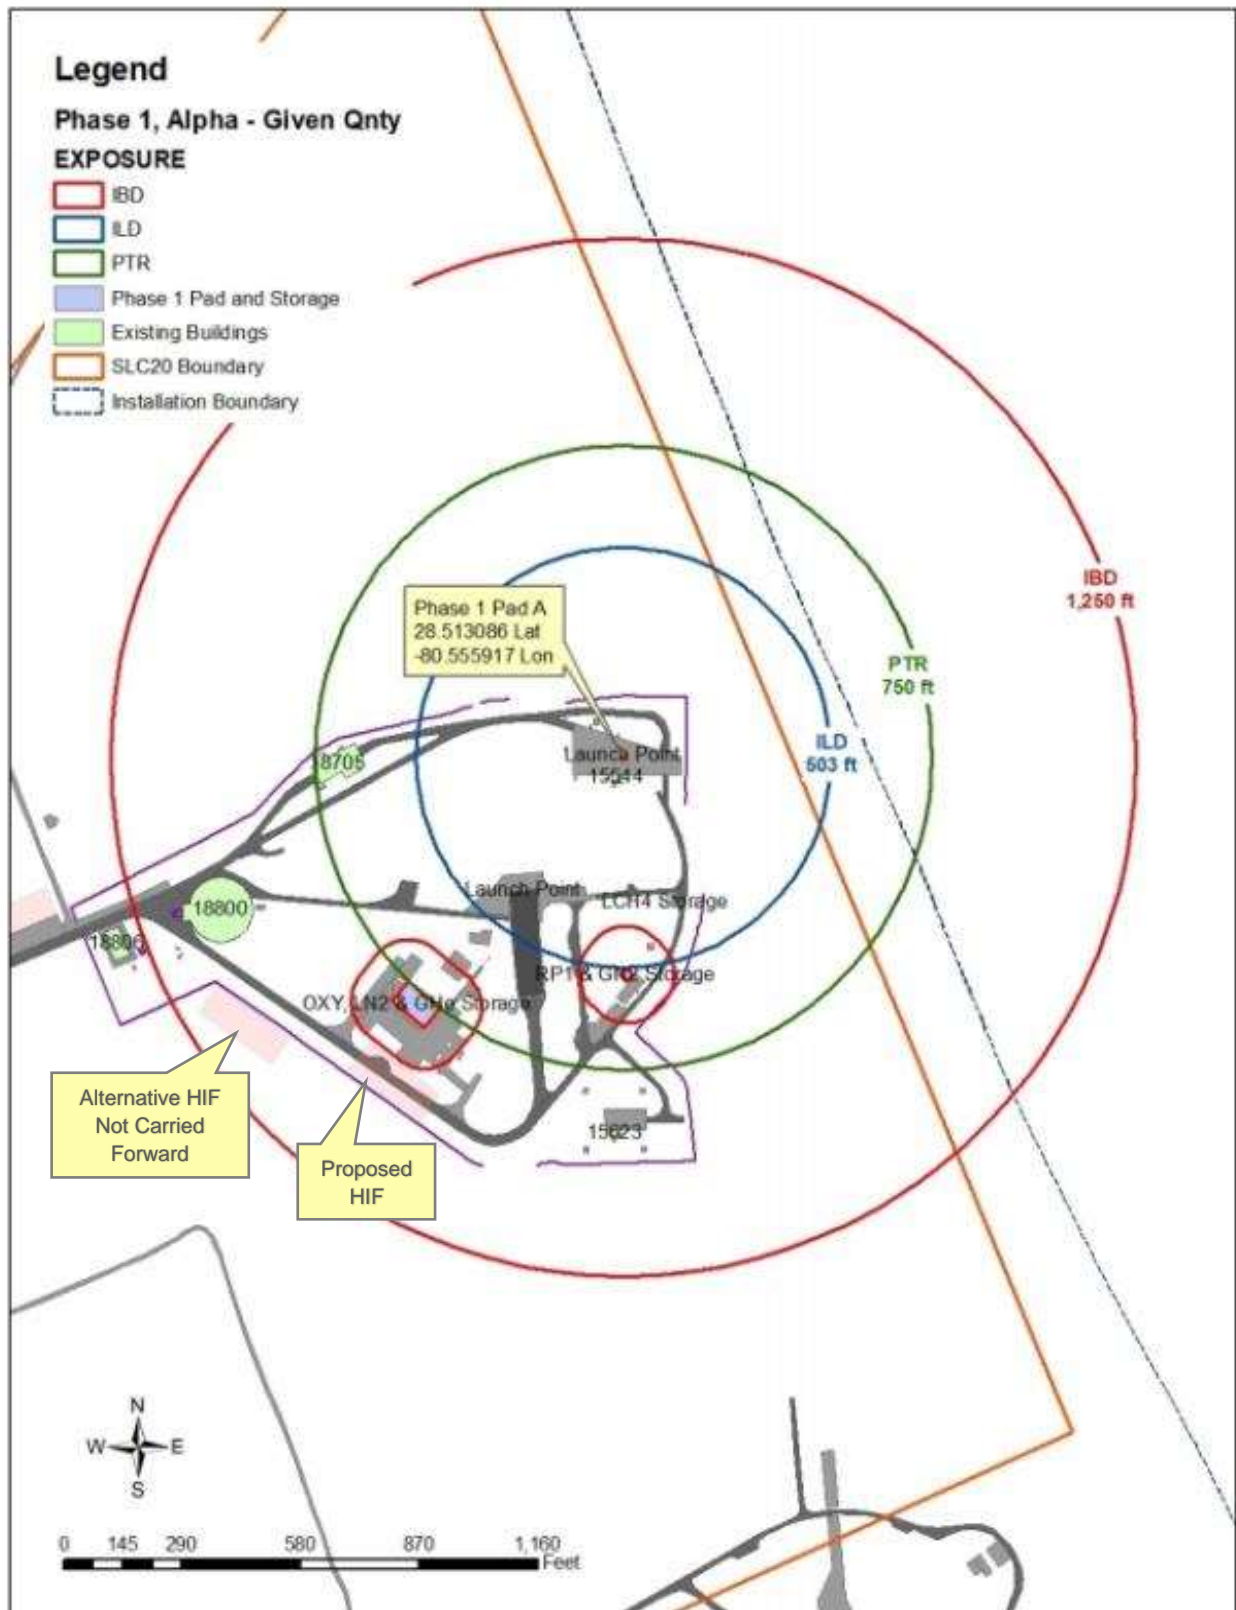 Legend
Phase 1, Alpha - Given Qnty
EXPOSURE
IBD
ILD
PTR
Phase 1 Pad and Storage
Existing Buildings
SLC20 Boundary
Installation Boundary
IBD
1,250 ft
Phase 1 Pad A
28.513086 Lat
-80.555917 Lon
PTR
750 ft
ILD
503 ft
Launch Point
15544
18705
Launch Point
LCH4 Storage
18800
RP1 & GN2 Storage
OXY, LN2 & GHe Storage
Alternative HIF
Not Carried
Forward
Proposed
HIF
15623
N
W E
S
0 145 290 580 870 1,160
Feet